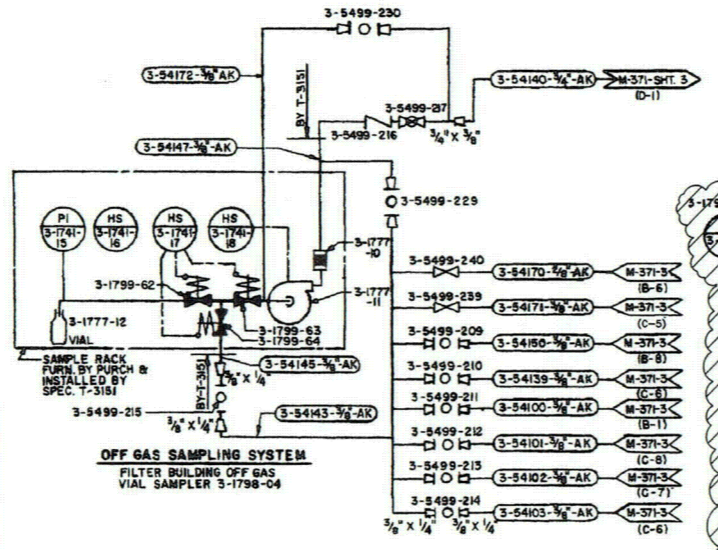 3-5499-230
3-54172-3/8"AK
BY T-3151
3-5499-217
3-54140-3/4"-AK
M-371-SHT. 3
(D-1)
3-5499-216
3/4" X 3/8"
3-54147-3/8"-AK
3-5499-229
PI
3-1741-
15
HS
3-1741-
16
HS
3-1741-
17
HS
3-1741-
18
3-1777
-10
3-1799-62
3-1777
-11
3-1777-12
VIAL
3-1799-63
3-1799-64
SAMPLE RACK
FURN. BY PURCH &
INSTALLED BY
SPEC. T-3151
BY T-3151
3-54145-3/8"-AK
3/8" X 1/4"
3-5499-215
3/8" X 1/4"
3-54143-3/8"-AK
3-5499-240
3-54170-3/8"-AK
M-371-3
(B-6)
3-5499-239
3-54171-3/8"-AK
M-371-3
(C-5)
3-5499-209
3/8"-AK
M-371-3
(B-8)
3-5499-210
3-54139-3/8"-AK
M-371-3
(C-6)
3-5499-211
3-54100-3/8"-AK
M-371-3
(B-1)
3-5499-212
3-54101-3/8"-AK
M-371-3
(C-8)
3-5499-213
3-54102-3/8"-AK
M-371-3
(C-7)
3-5499-214
3-54103-3/8"-AK
M-371-3
(C-6)
3/8" X 1/4"
3/8" X 1/4"
OFF GAS SAMPLING SYSTEM
FILTER BUILDING OFF GAS
VIAL SAMPLER 3-1798-04